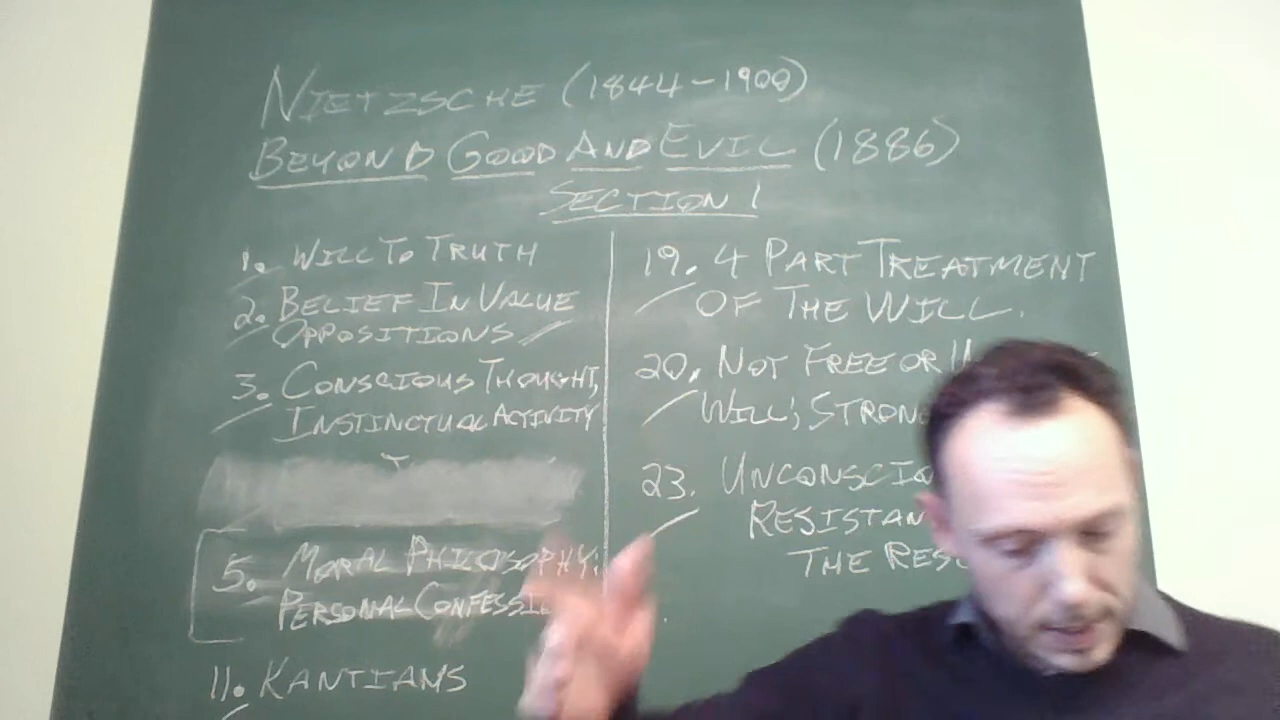 NIETZSCHE (1844-1900)
BEYOND GOOD AND EVIL (1886)
SECTION 1
1. WILL TO TRUTH
2. BELIEF IN VALUE
OPPOSITIONS
3. CONSCIOUS THOUGHT,
INSTINCTUAL ACTIVITY
5. MORAL PHILOSOPHY;
PERSONAL
11. KANTIAMS
19. 4 PART TREATMENT
OF THE WILL.
20. NOT FREE OR
WILL; STRONG
23.
THE